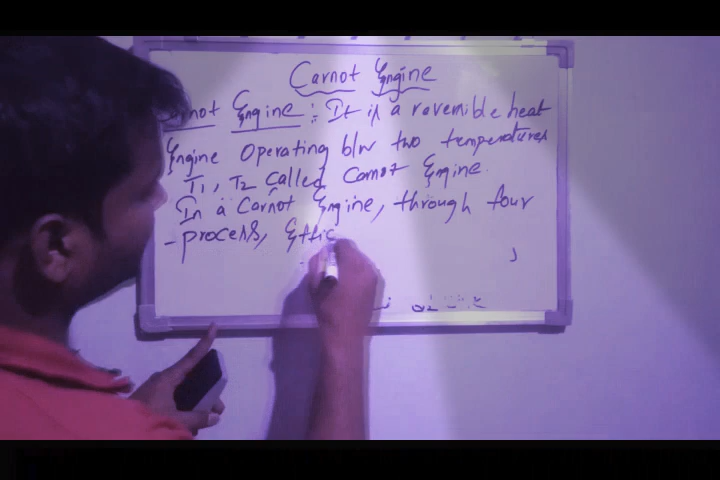 Carnot Engine
Carnot Engine :- It is a reversible heat
Engine Operating b/w two temperatures
T1, T2 called Carnot Engine.
In a Carnot Engine, through four
- process, Effic